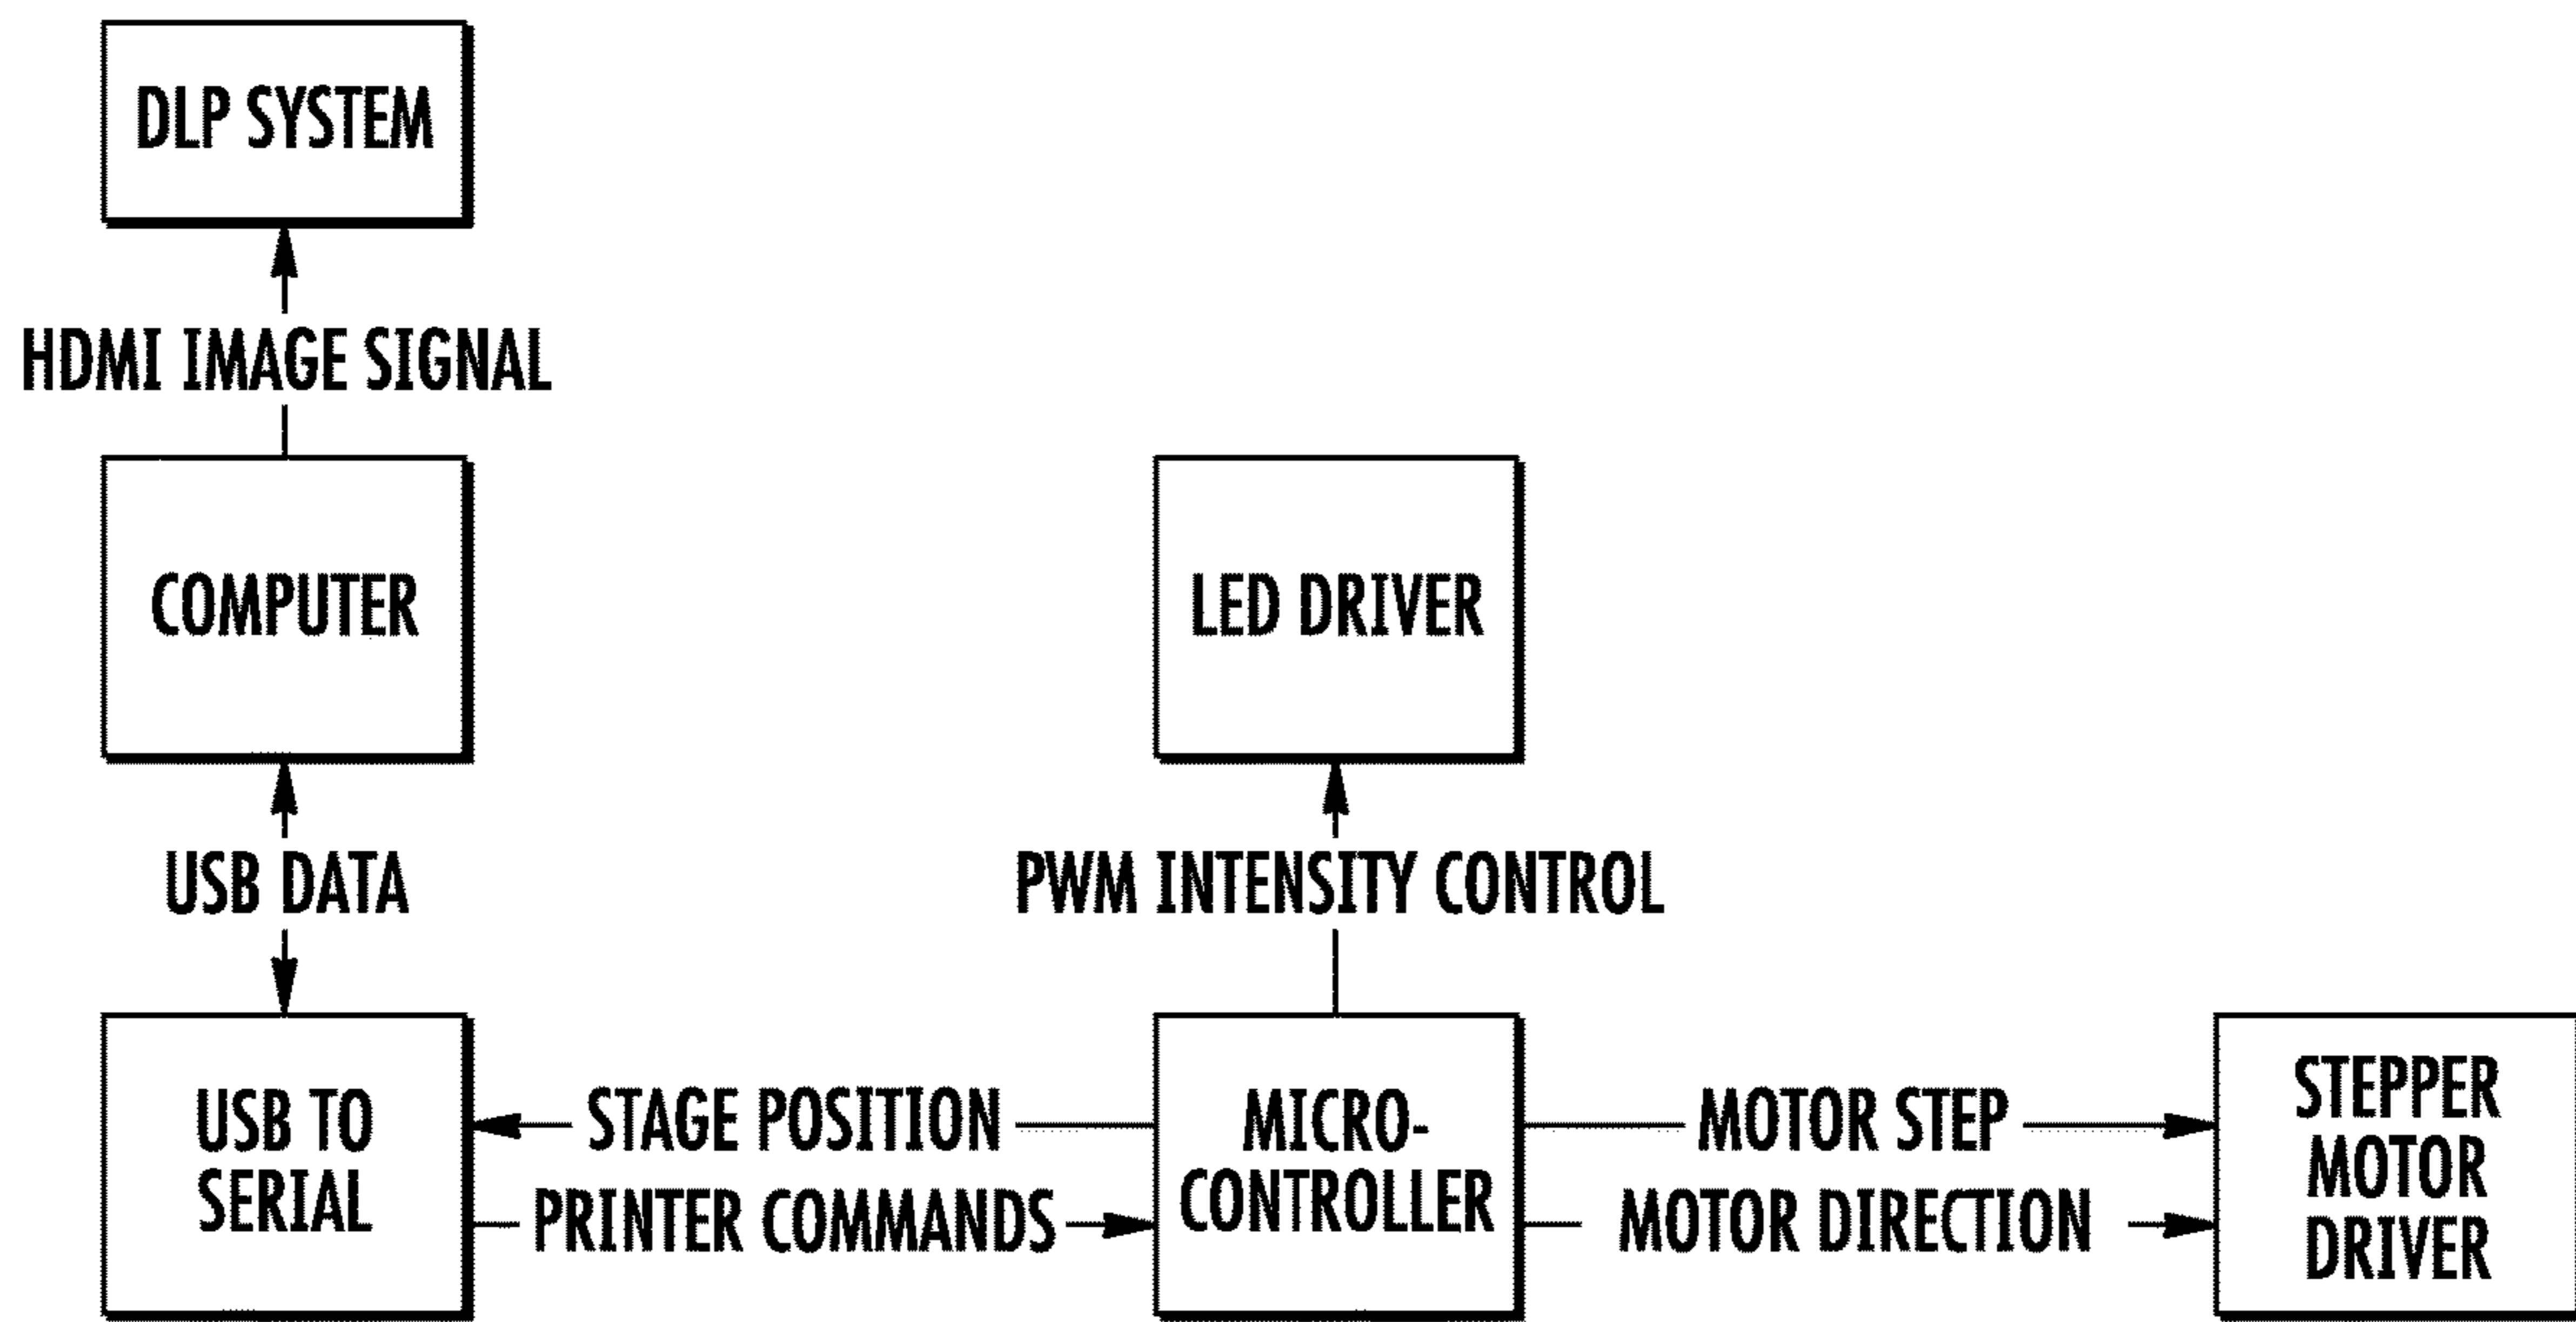 DLP SYSTEM
HDMI IMAGE SIGNAL
COMPUTER
LED DRIVER
USB DATA
PWM INTENSITY CONTROL
USB TO
SERIAL
STAGE POSITION
PRINTER COMMANDS
MICRO-
CONTROLLER
MOTOR STEP
MOTOR DIRECTION
STEPPER
MOTOR
DRIVER